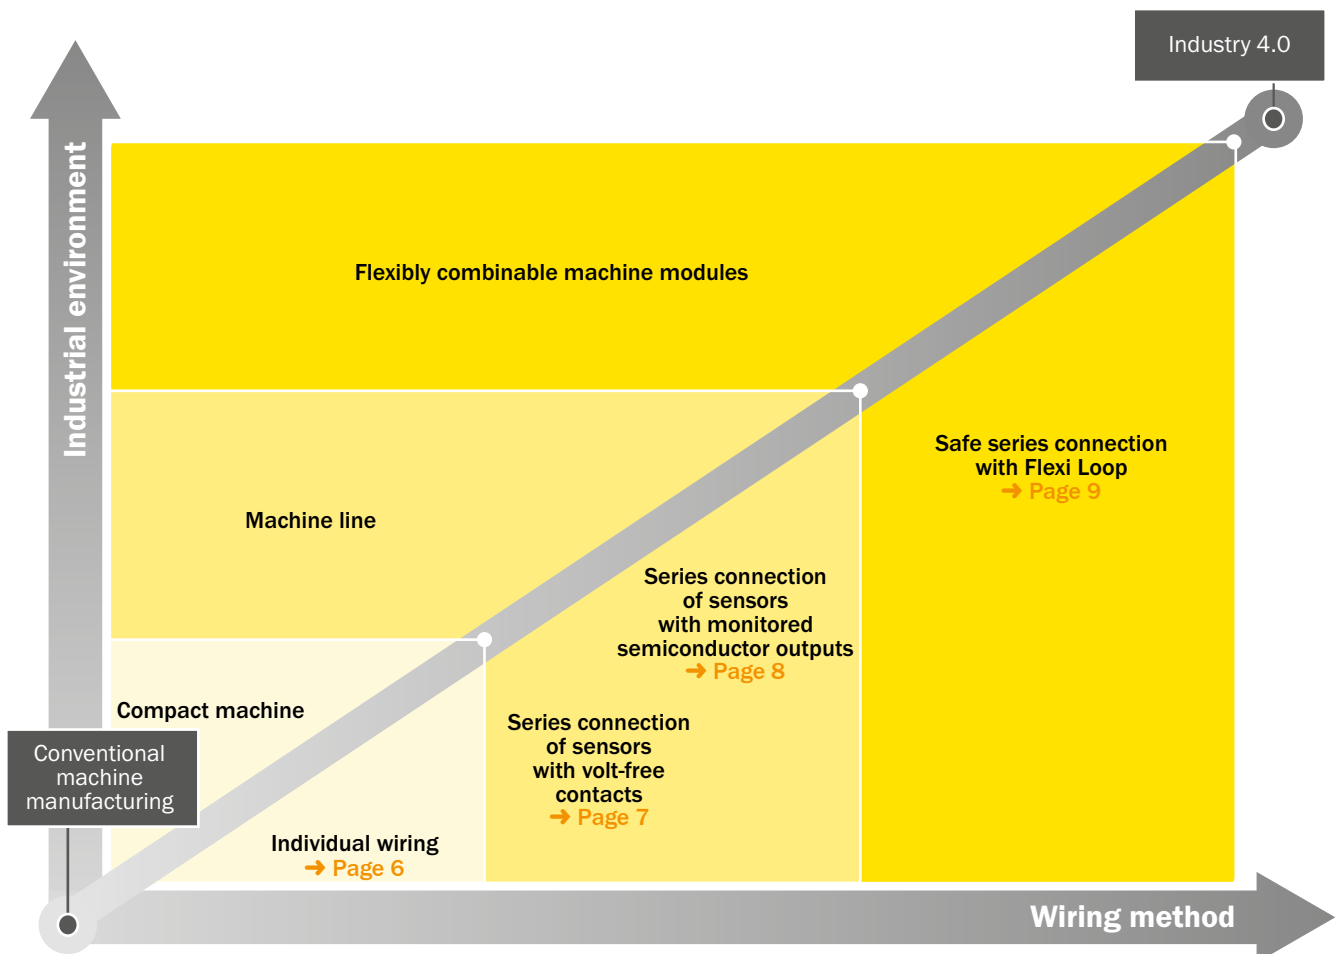 Industry 4.0
Industrial environment
Flexibly combinable machine modules
Safe series connection
with Flexi Loop
➜ Page 9
Machine line
Series connection
of sensors
with monitored
semiconductor outputs
➜ Page 8
Compact machine
Series connection
of sensors
with volt-free
contacts
➜ Page 7
Conventional
machine
manufacturing
Individual wiring
➜ Page 6
Wiring method